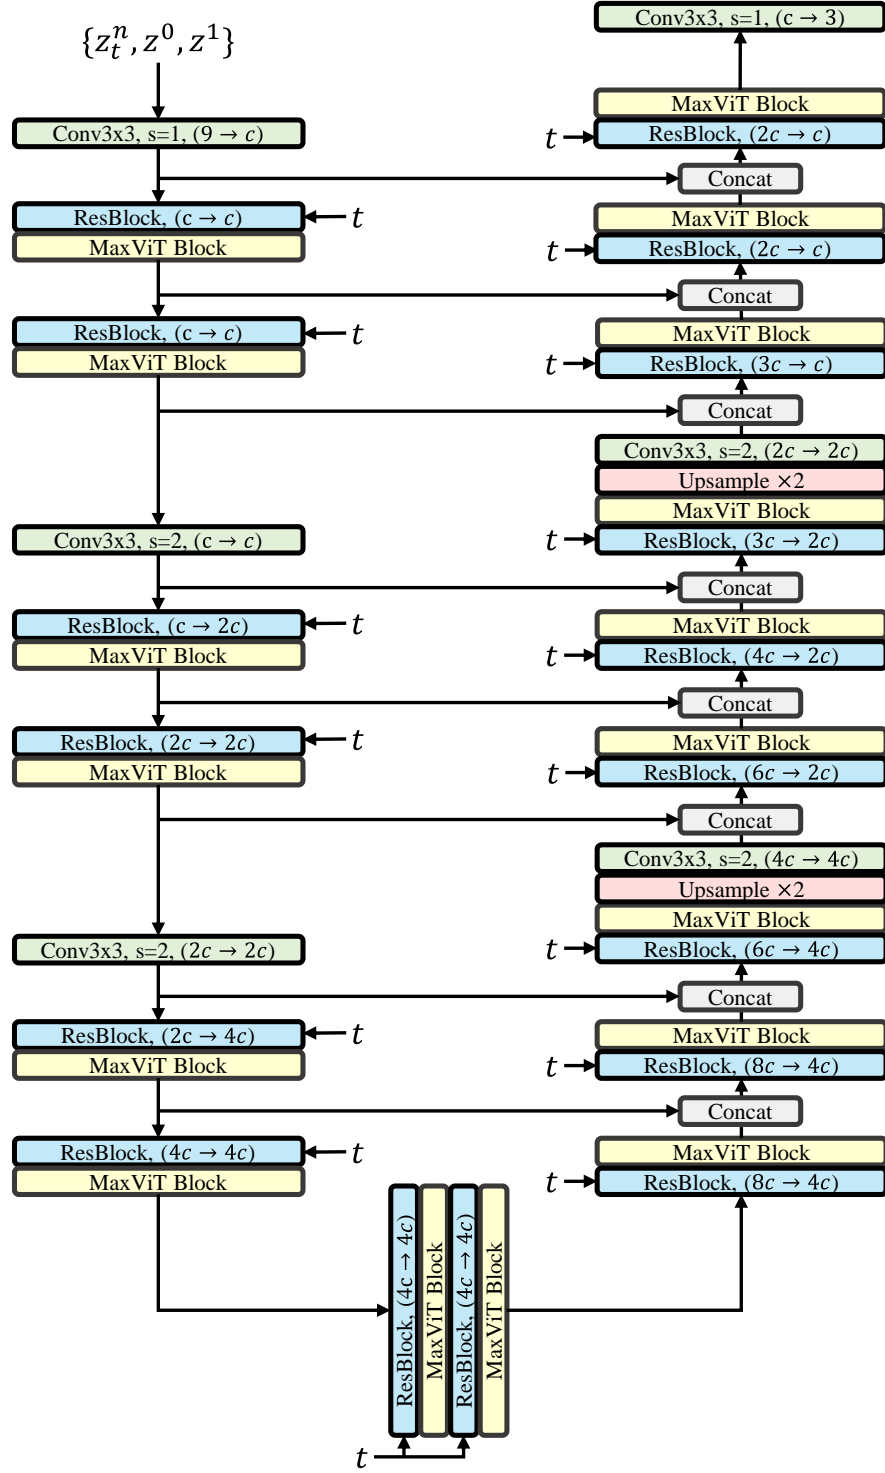 {z_t^n, z^0, z^1}
Conv3x3, s=1, (9 → c)
ResBlock, (c → c)
t
MaxViT Block
ResBlock, (c → c)
t
MaxViT Block
Conv3x3, s=2, (c → c)
ResBlock, (c → 2c)
t
MaxViT Block
ResBlock, (2c → 2c)
t
MaxViT Block
Conv3x3, s=2, (2c → 2c)
ResBlock, (2c → 4c)
t
MaxViT Block
ResBlock, (4c → 4c)
t
MaxViT Block
ResBlock, (4c → 4c)
MaxViT Block
ResBlock, (4c → 4c)
MaxViT Block
t
Conv3x3, s=1, (c → 3)
MaxViT Block
t
ResBlock, (2c → c)
Concat
MaxViT Block
t
ResBlock, (2c → c)
Concat
MaxViT Block
t
ResBlock, (3c → c)
Concat
Conv3x3, s=2, (2c → 2c)
Upsample ×2
MaxViT Block
t
ResBlock, (3c → 2c)
Concat
MaxViT Block
t
ResBlock, (4c → 2c)
Concat
MaxViT Block
t
ResBlock, (6c → 2c)
Concat
Conv3x3, s=2, (4c → 4c)
Upsample ×2
MaxViT Block
t
ResBlock, (6c → 4c)
Concat
MaxViT Block
t
ResBlock, (8c → 4c)
Concat
MaxViT Block
t
ResBlock, (8c → 4c)